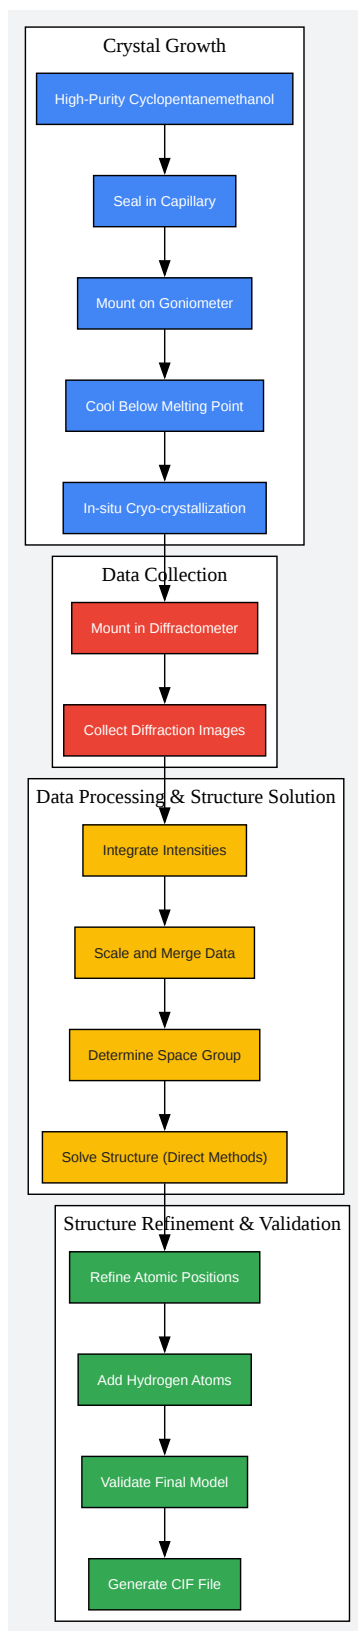 Crystal Growth
High-Purity Cyclopentanemethanol
Seal in Capillary
Mount on Goniometer
Cool Below Melting Point
In-situ Cryo-crystallization
Data Collection
Mount in Diffractometer
Collect Diffraction Images
Data Processing & Structure Solution
Integrate Intensities
Scale and Merge Data
Determine Space Group
Solve Structure (Direct Methods)
Structure Refinement & Validation
Refine Atomic Positions
Add Hydrogen Atoms
Validate Final Model
Generate CIF File